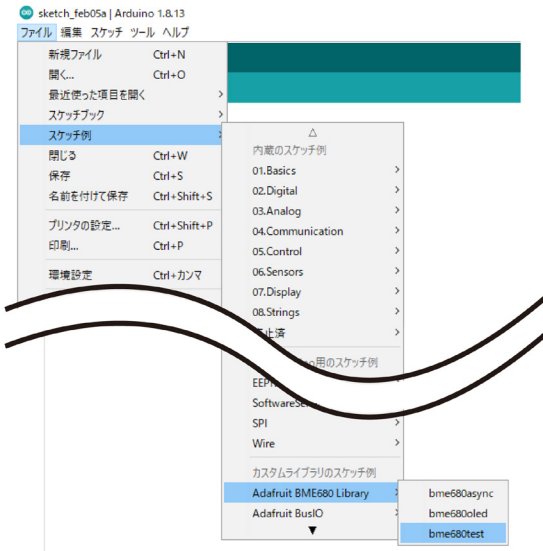 sketch_feb05a | Arduino 1.8.13
ファイル 編集 スケッチ ツール ヘルプ
新規ファイル Ctrl+N
開く... Ctrl+O
最近使った項目を開く
スケッチブック
スケッチ例
閉じる Ctrl+W
保存 Ctrl+S
名前を付けて保存 Ctrl+Shift+S
プリンタの設定... Ctrl+Shift+P
印刷... Ctrl+P
環境設定 Ctrl+カンマ
内蔵のスケッチ例
01.Basics
02.Digital
03.Analog
04.Communication
05.Control
06.Sensors
07.Display
08.Strings
止済
用のスケッチ例
SPI
Wire
カスタムライブラリのスケッチ例
Adafruit BME680 Library
Adafruit BusIO
bme680async
bme680oled
bme680test